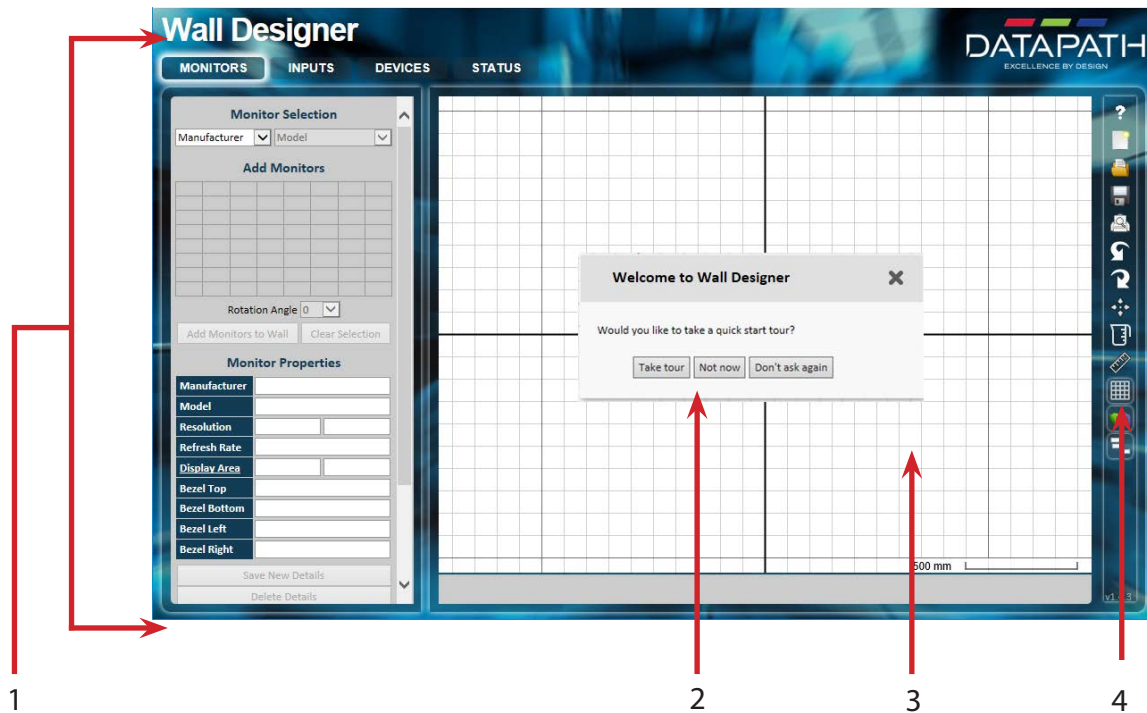 Wall Designer
DATAPATH
EXCELLENCE BY DESIGN
MONITORS INPUTS DEVICES STATUS
Monitor Selection
Manufacturer Model
Add Monitors
Rotation Angle 0
Add Monitors to Wall Clear Selection
Monitor Properties
Manufacturer
Model
Resolution
Refresh Rate
Display Area
Bezel Top
Bezel Bottom
Bezel Left
Bezel Right
Save New Details
Delete Details
Welcome to Wall Designer
Would you like to take a quick start tour?
Take tour Not now Don't ask again
500 mm
?
1 2 3 4